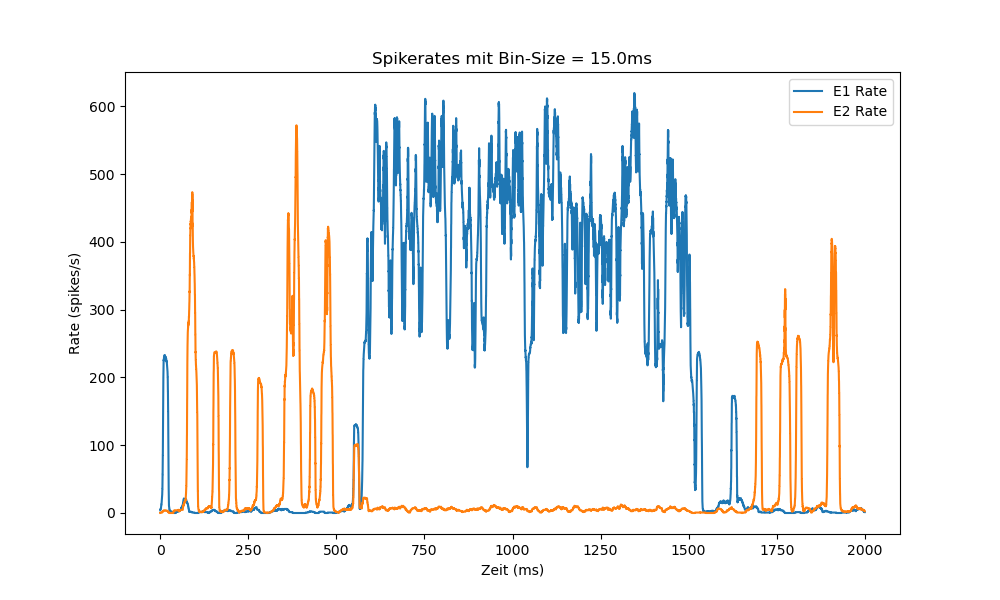 Spikerates mit Bin-Size = 15.0ms
E1 Rate
E2 Rate
Rate (spikes/s)
600
500
400
300
200
100
0
0 250 500 750 1000 1250 1500 1750 2000
Zeit (ms)